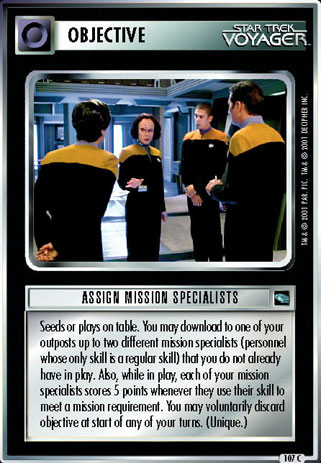 OBJECTIVE
STAR TREK
VOYAGER™
TM & © 2001 PAR. PIC. TM & © 2001 DECIPHER INC.
ASSIGN MISSION SPECIALISTS
Seeds or plays on table. You may download to one of your
outposts up to two different mission specialists (personnel
whose only skill is a regular skill) that you do not already
have in play. Also, while in play, each of your mission
specialists scores 5 points whenever they use their skill to
meet a mission requirement. You may voluntarily discard
objective at start of any of your turns. (Unique.)
107 C